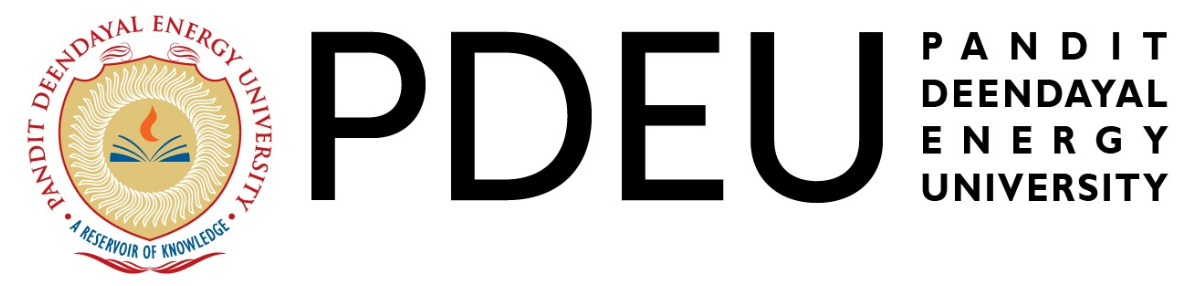 PANDIT DEENDAYAL ENERGY UNIVERSITY
• A RESERVOIR OF KNOWLEDGE •
PDEU
PANDIT
DEENDAYAL
ENERGY
UNIVERSITY